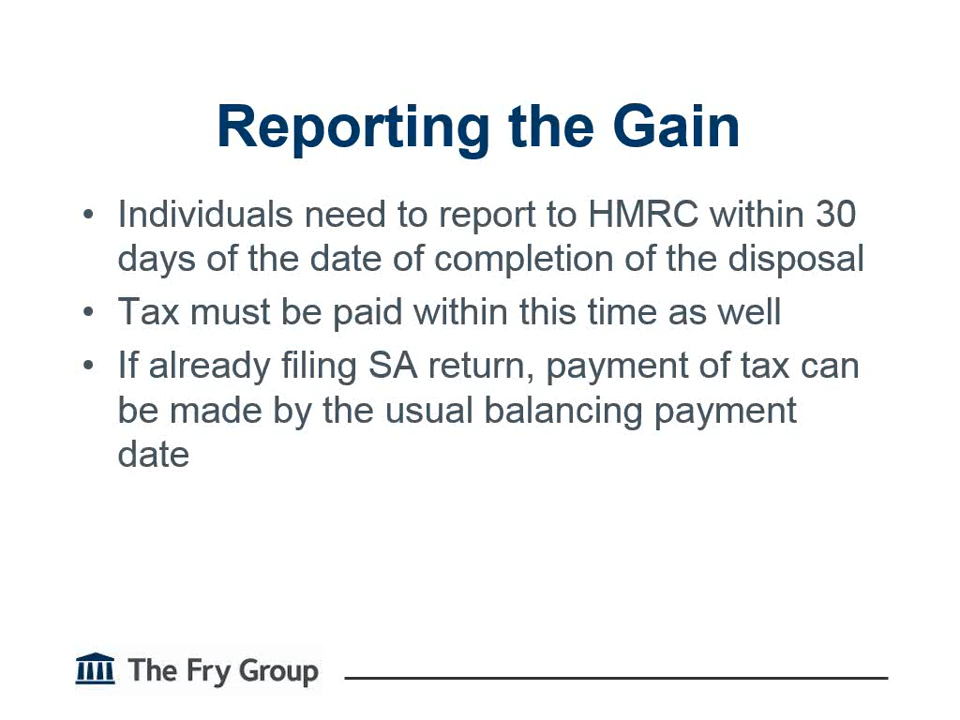 Reporting the Gain
• Individuals need to report to HMRC within 30
days of the date of completion of the disposal
• Tax must be paid within this time as well
• If already filing SA return, payment of tax can
be made by the usual balancing payment
date
The Fry Group